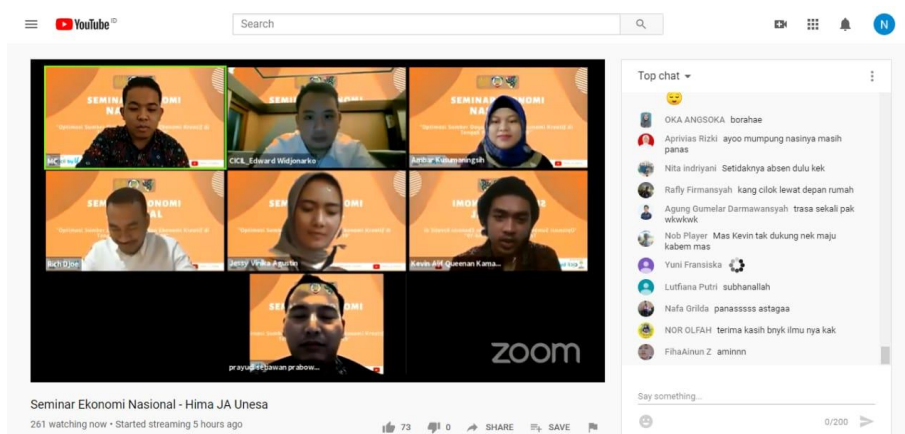 YouTube ID
Search
N
SEMINAR EKONOMI
NASIONAL
MC
CICIL_Edward Widjonarko
Ambar Kusumaningsih
Rich DJoe
Jessy Virika Agustin
Kevin Queenan Kama...
prayugi setiawan prabow...
zoom
Seminar Ekonomi Nasional - Hima JA Unesa
261 watching now • Started streaming 5 hours ago
73 0 SHARE SAVE
Top chat
OKA ANGSOKA borahae
Aprivias Rizki ayoo mumpung nasinya masih
panas
Nita indriyani Setidaknya absen dulu kek
Rafly Firmansyah kang cilok lewat depan rumah
Agung Gumelar Darmawansyah trasa sekali pak
wkwkwk
Nob Player Mas Kevin tak dukung nek maju
kabem mas
Yuni Fransiska
Lutfiana Putri subhanallah
Nafa Grilda panasssss astagaa
NOR OLFAH terima kasih bnyk ilmu nya kak
FihaAinun Z aminnn
Say something...
0/200